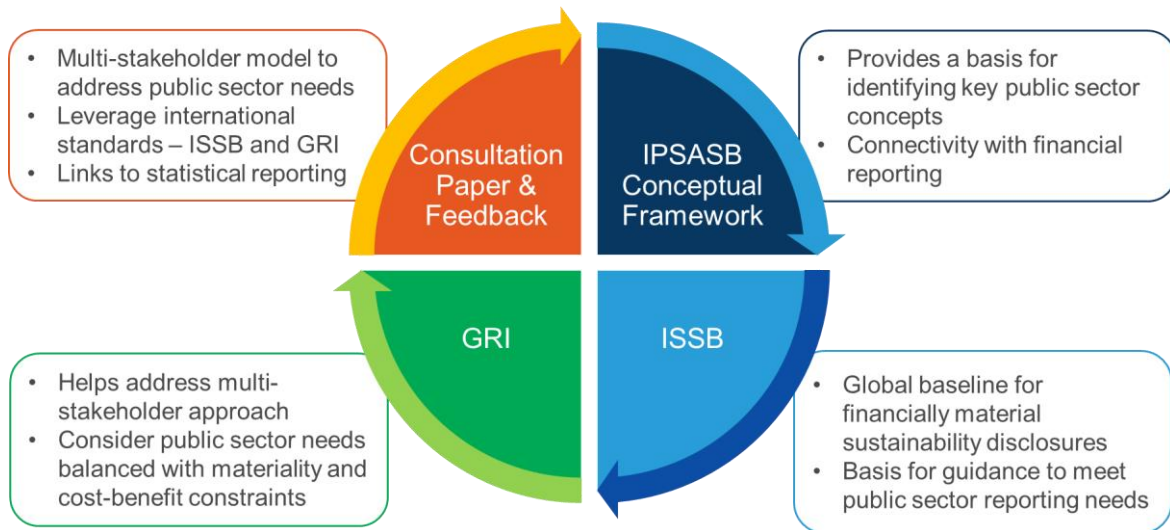 • Multi-stakeholder model to
address public sector needs
• Leverage international
standards – ISSB and GRI
• Links to statistical reporting
Consultation
Paper &
Feedback
IPSASB
Conceptual
Framework
• Provides a basis for
identifying key public sector
concepts
• Connectivity with financial
reporting
• Helps address multi-
stakeholder approach
• Consider public sector needs
balanced with materiality and
cost-benefit constraints
GRI
ISSB
• Global baseline for
financially material
sustainability disclosures
• Basis for guidance to meet
public sector reporting needs